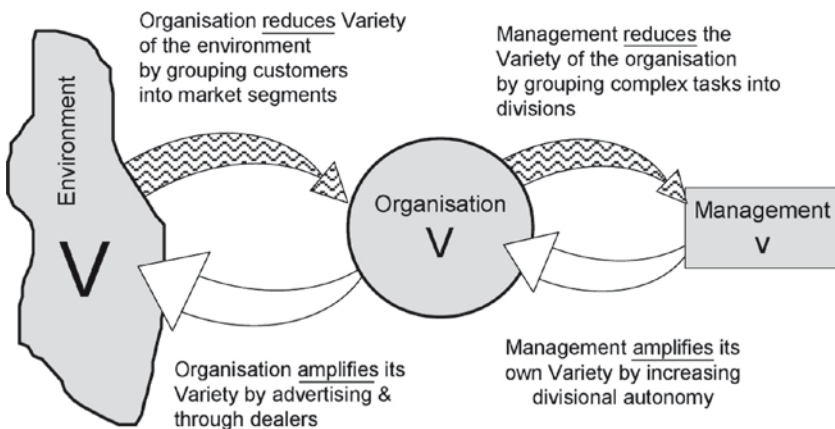 Organisation reduces Variety
of the environment
by grouping customers
into market segments
Management reduces the
Variety of the organisation
by grouping complex tasks into
divisions
Environment
V
Organisation
V
Management
v
Organisation amplifies its
Variety by advertising &
through dealers
Management amplifies its
own Variety by increasing
divisional autonomy